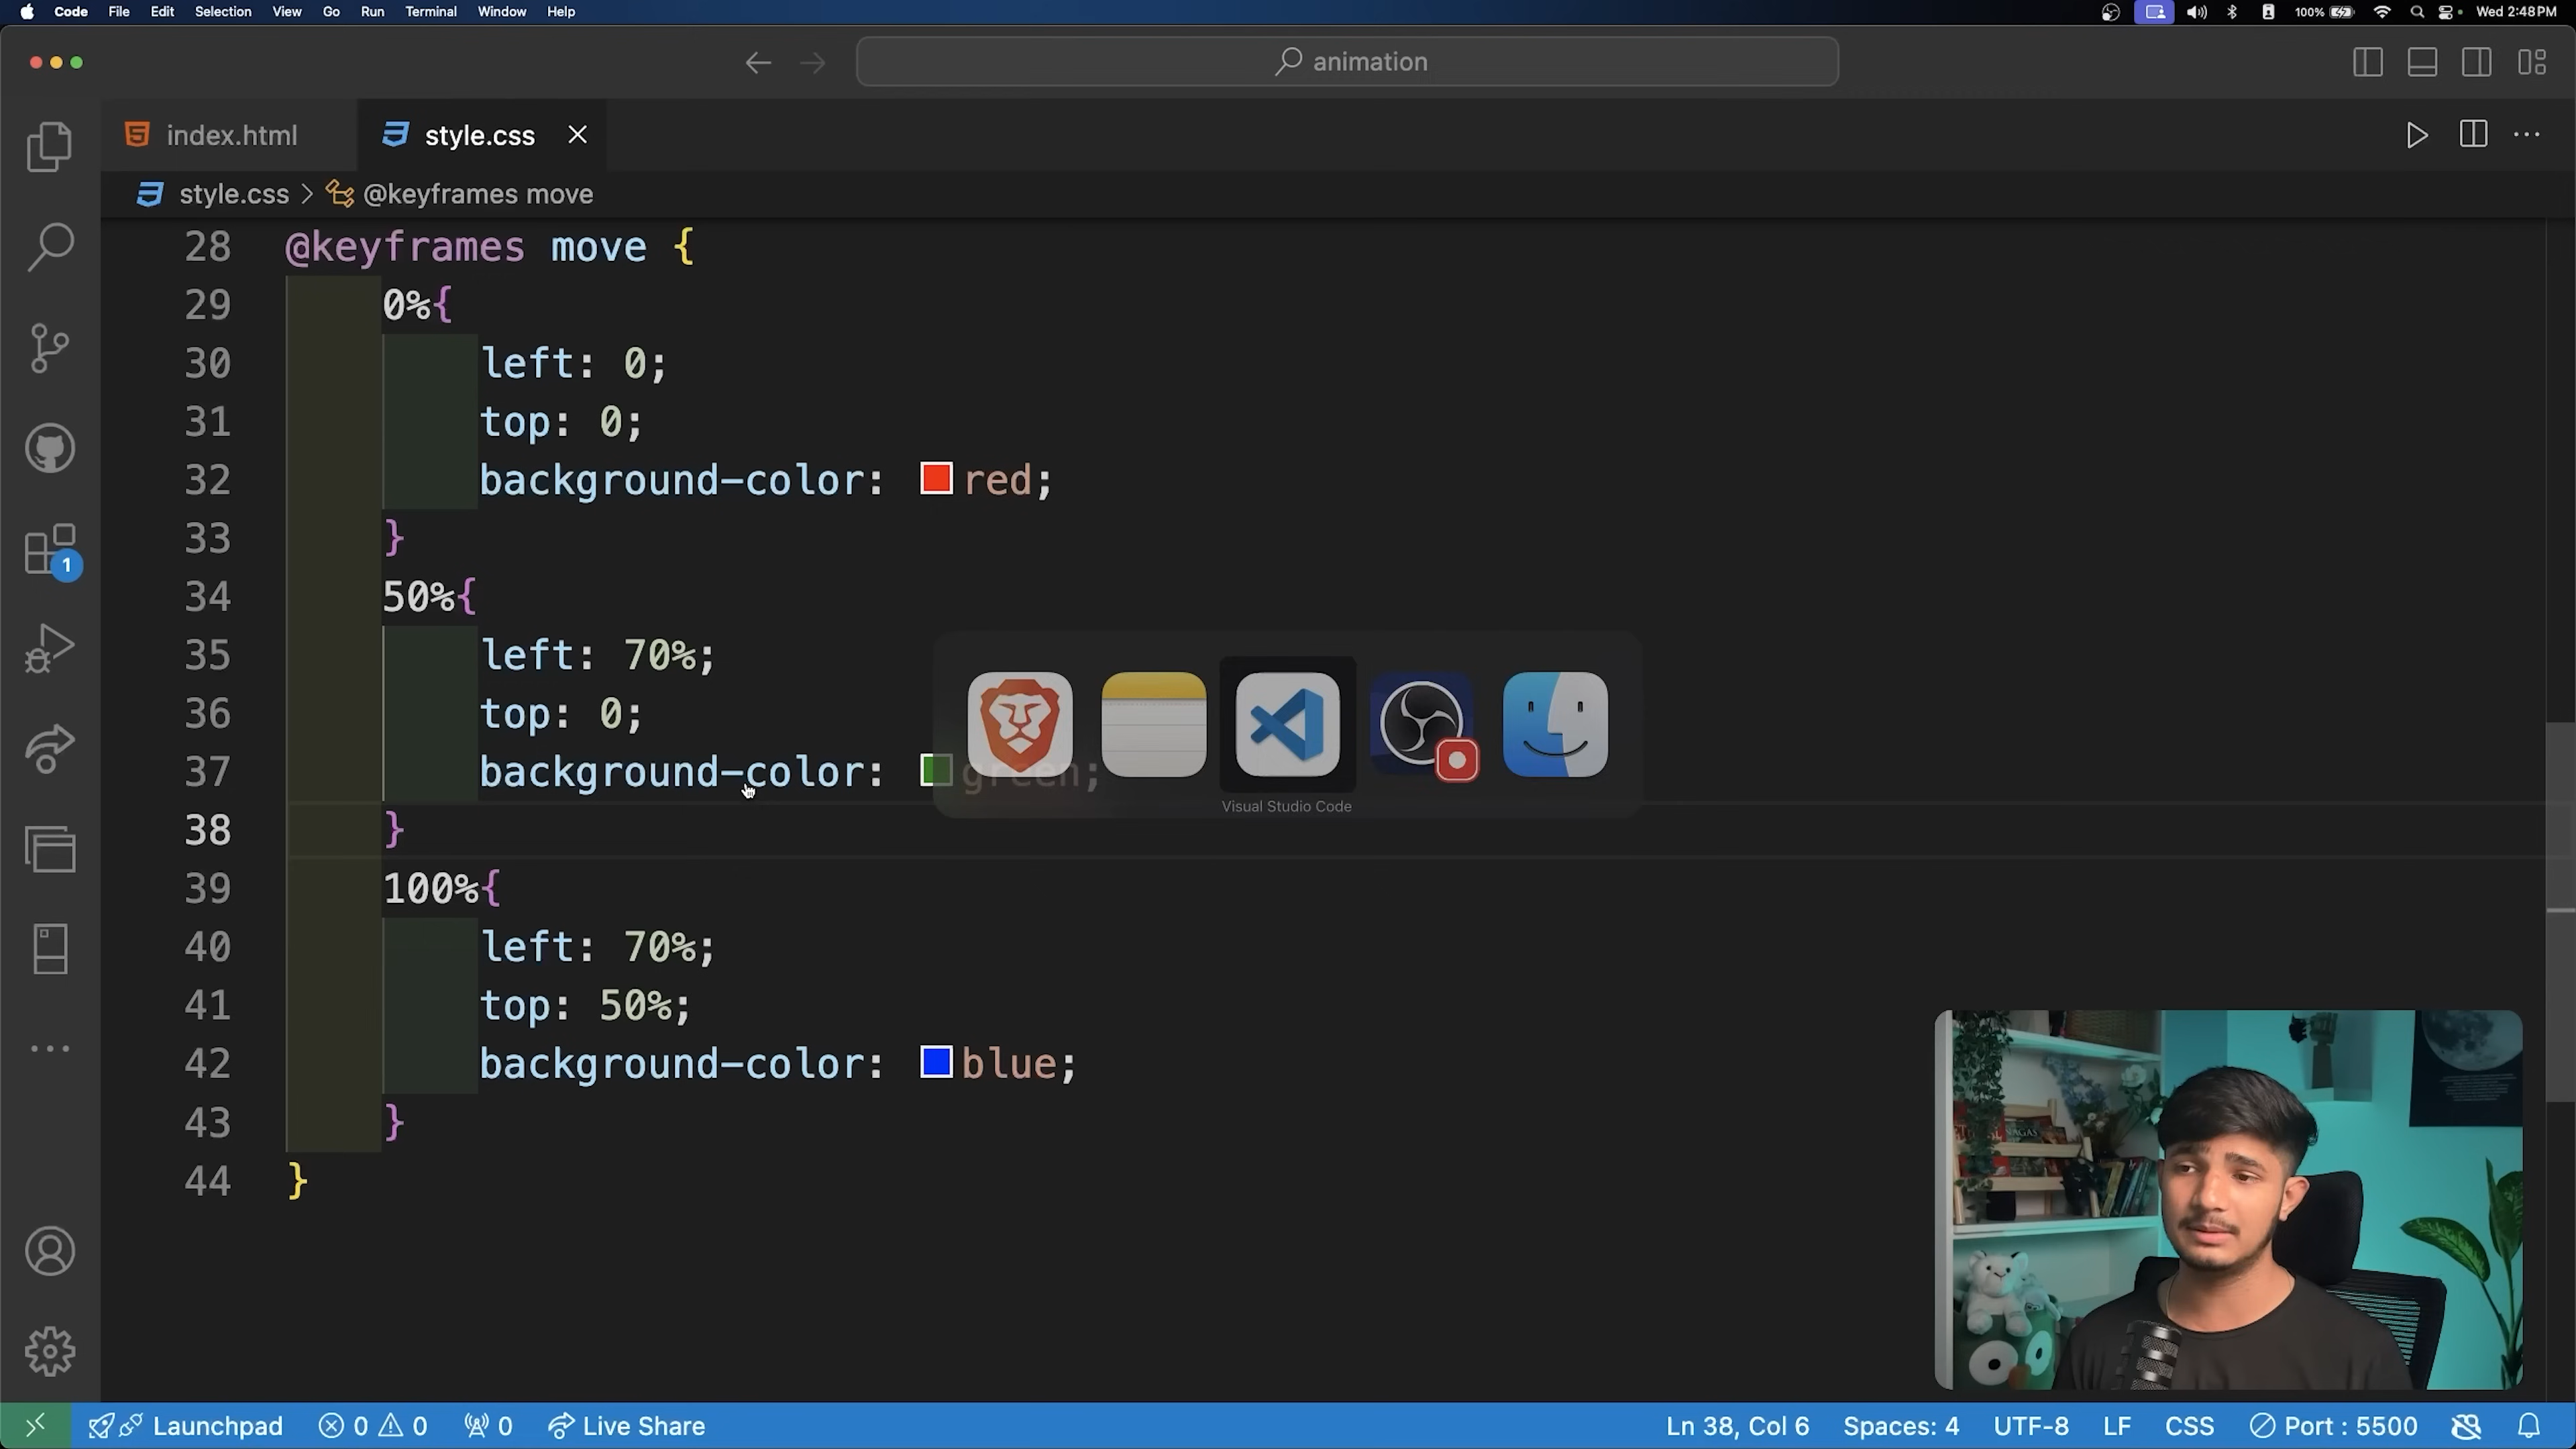 Code File Edit Selection View Go Run Terminal Window Help
100% Wed 2:48 PM
animation
index.html style.css
style.css > @keyframes move
28 @keyframes move {
29 0%{
30 left: 0;
31 top: 0;
32 background-color: red;
33 }
34 50%{
35 left: 70%;
36 top: 0;
37 background-color: green;
38 }
39 100%{
40 left: 70%;
41 top: 50%;
42 background-color: blue;
43 }
44 }
1
Visual Studio Code
Launchpad 0 0 0 Live Share Ln 38, Col 6 Spaces: 4 UTF-8 LF CSS Port : 5500